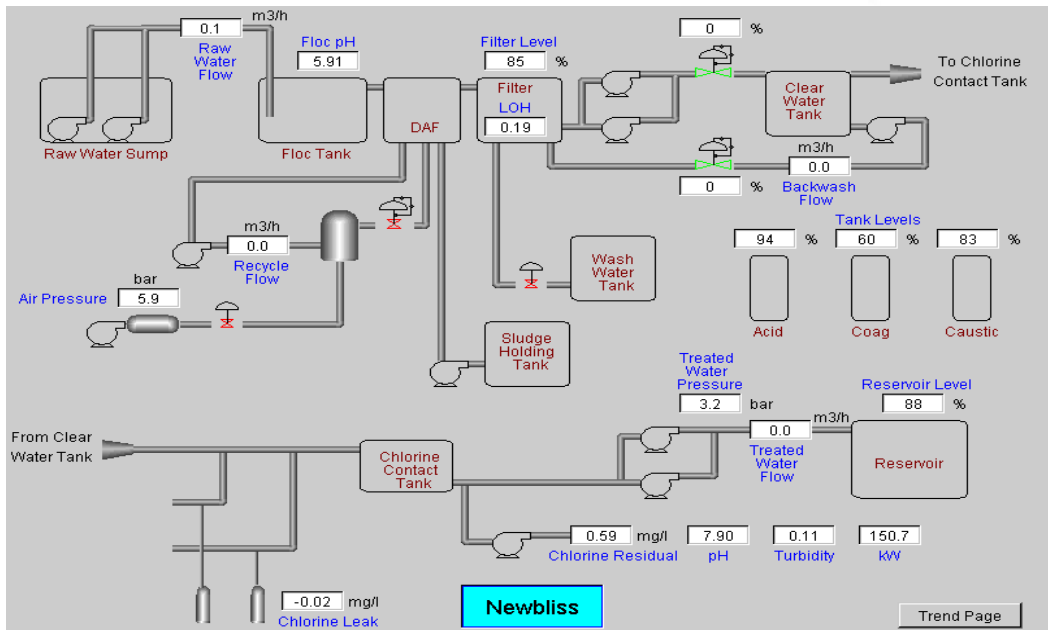 m3/h
0.1
Raw
Water
Flow
Floc pH
5.91
Filter Level
85 %
0 %
To Chlorine
Contact Tank
Filter
LOH
0.19
Clear
Water
Tank
DAF
Raw Water Sump
Floc Tank
m3/h
0.0
Backwash
Flow
0 %
m3/h
0.0
Recycle
Flow
Tank Levels
94 %
60 %
83 %
Acid
Coag
Caustic
Wash
Water
Tank
bar
Air Pressure
5.9
Sludge
Holding
Tank
Treated
Water
Pressure
3.2 bar
m3/h
0.0
Treated
Water
Flow
Reservoir Level
88 %
Reservoir
From Clear
Water Tank
Chlorine
Contact
Tank
0.59 mg/l
Chlorine Residual
7.90
pH
0.11
Turbidity
150.7
kW
-0.02 mg/l
Chlorine Leak
Newbliss
Trend Page